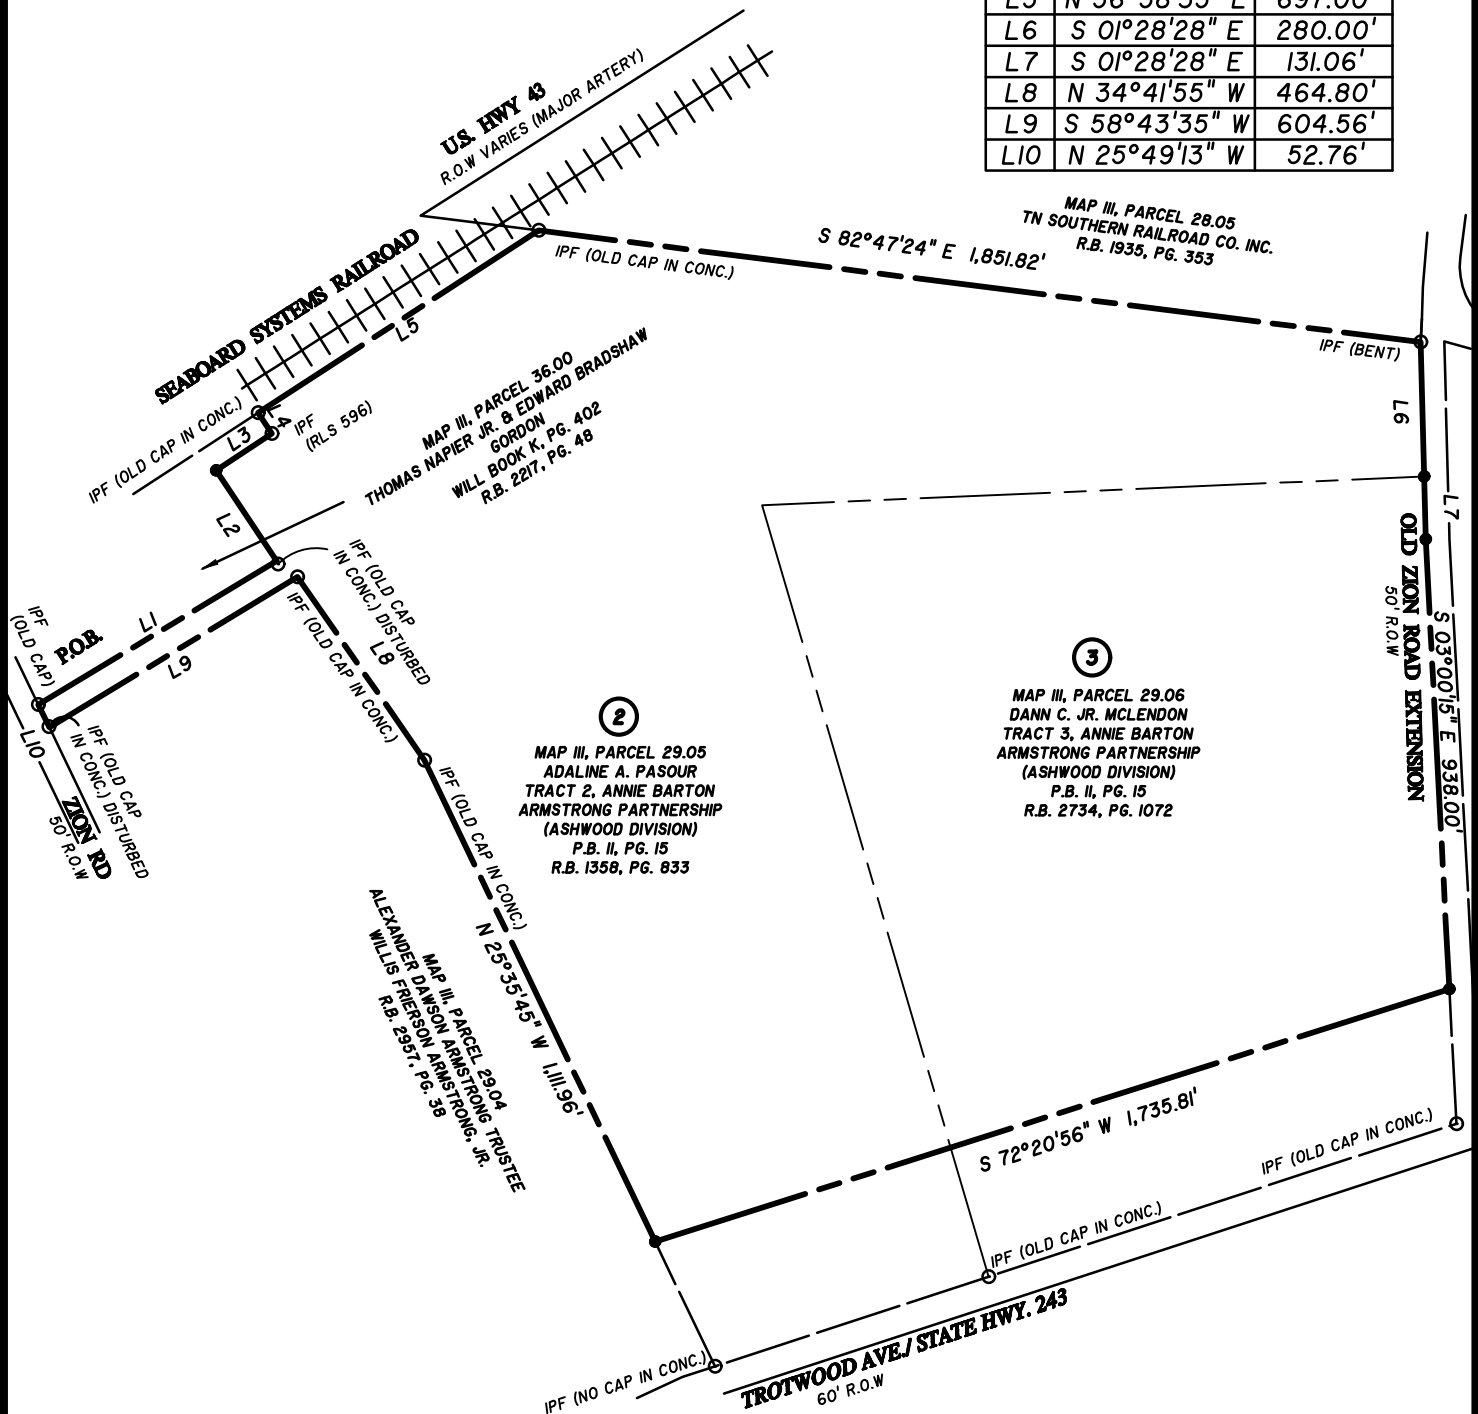 L5 N 56°58'55" E 697.00'
L6 S 01°28'28" E 280.00'
L7 S 01°28'28" E 131.06'
L8 N 34°41'55" W 464.80'
L9 S 58°43'35" W 604.56'
L10 N 25°49'13" W 52.76'
U.S. HWY 43
R.O.W VARIES (MAJOR ARTERY)
SEABOARD SYSTEMS RAILROAD
MAP 111, PARCEL 28.05
TN SOUTHERN RAILROAD CO. INC.
R.B. 1935, PG. 353
S 82°47'24" E 1,851.82'
IPF (OLD CAP IN CONC.)
IPF (BENT)
L5
L6
L7
IPF (OLD CAP IN CONC.)
L4
IPF
(RLS 596)
L3
L2
MAP 111, PARCEL 36.00
THOMAS NAPIER JR. & EDWARD BRADSHAW
GORDON
WILL BOOK K, PG. 402
R.B. 2217, PG. 48
IPF (OLD CAP
IN CONC.) DISTURBED
IPF
(OLD CAP)
P.O.B.
L1
L9
L10
IPF (OLD CAP
IN CONC.) DISTURBED
ZION RD
50' R.O.W
IPF (OLD CAP IN CONC.)
L8
IPF (OLD CAP IN CONC.)
N 25°35'45" W 1,111.96'
2
MAP 111, PARCEL 29.05
ADALINE A. PASOUR
TRACT 2, ANNIE BARTON
ARMSTRONG PARTNERSHIP
(ASHWOOD DIVISION)
P.B. 11, PG. 15
R.B. 1358, PG. 833
3
MAP 111, PARCEL 29.06
DANN C. JR. MCLENDON
TRACT 3, ANNIE BARTON
ARMSTRONG PARTNERSHIP
(ASHWOOD DIVISION)
P.B. 11, PG. 15
R.B. 2734, PG. 1072
OLD ZION ROAD EXTENSION
50' R.O.W
S 03°00'15" E 938.00'
MAP 111, PARCEL 29.04
ALEXANDER DAWSON ARMSTRONG TRUSTEE
WILLIS FRIERSON ARMSTRONG, JR.
R.B. 2957, PG. 38
S 72°20'56" W 1,735.81'
IPF (OLD CAP IN CONC.)
IPF (OLD CAP IN CONC.)
IPF (NO CAP IN CONC.)
TROTWOOD AVE./ STATE HWY. 243
60' R.O.W